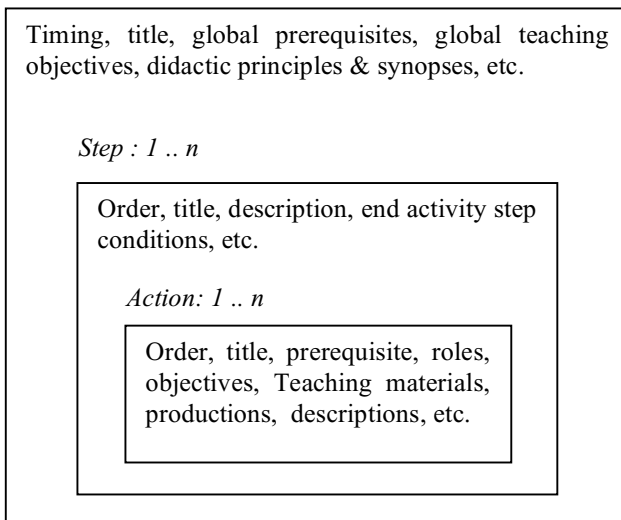 Timing, title, global prerequisites, global teaching
objectives, didactic principles & synopses, etc.
Step : 1 .. n
Order, title, description, end activity step
conditions, etc.
Action: 1 .. n
Order, title, prerequisite, roles,
objectives, Teaching materials,
productions, descriptions, etc.